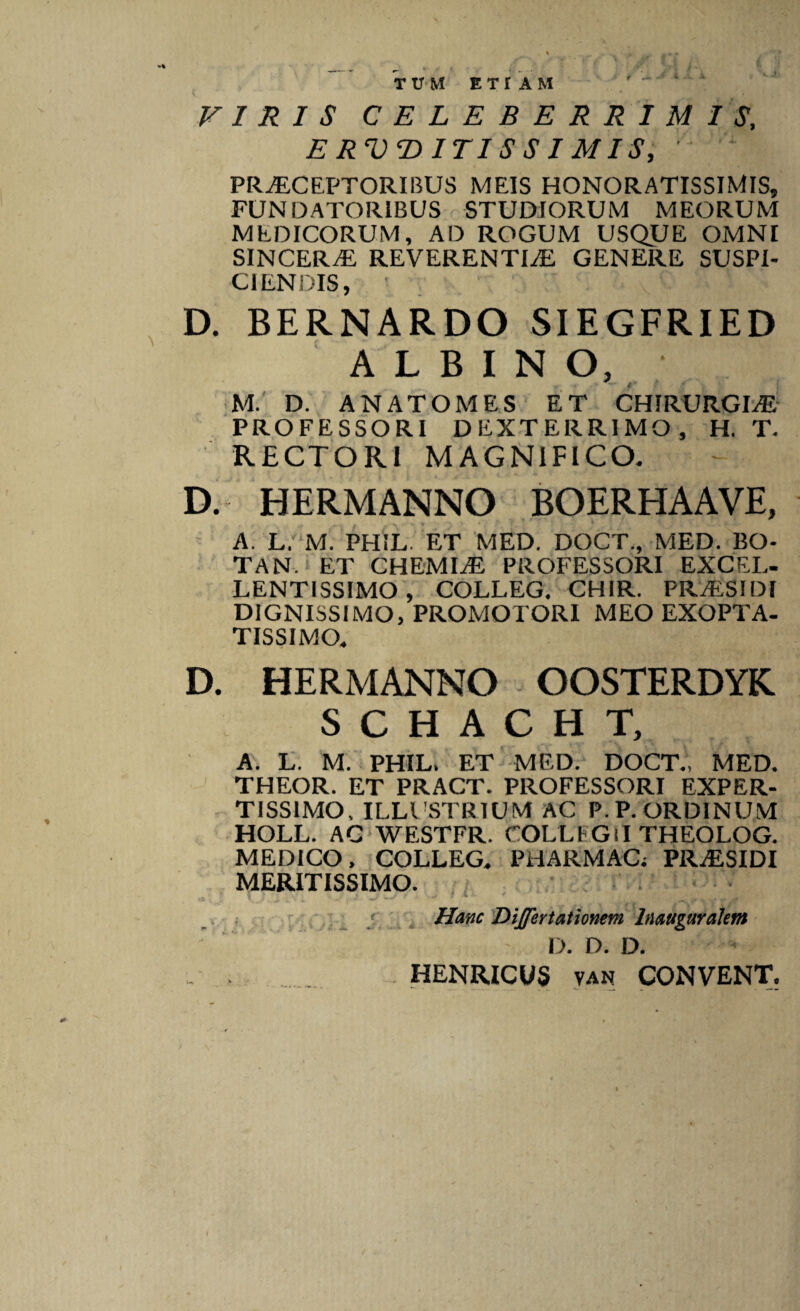 TUM ETIAM
VIRIS CELEBERRIMIS,
ERUDITISSIMIS,
PRÆCEPTORIBUS MEIS HONORATISSIMIS,
FUNDATORIBUS STUDIORUM MEORUM
MEDICORUM, AD ROGUM USQUE OMNI
SINCERÆ REVERENTIÆ GENERE SUSPI-
CIENDIS,
D. BERNARDO SIEGFRIED
ALBINO,
M. D. ANATOMES ET CHIRURGIÆ
PROFESSORI DEXTERRIMO, H. T.
RECTORI MAGNIFICO.
D. HERMANNO BOERHAAVE,
A. L. M. PHIL. ET MED. DOCT., MED. BO-
TAN. ET CHEMIÆ PROFESSORI EXCEL-
LENTISSIMO, COLLEG. CHIR. PRÆSIDI
DIGNISSIMO, PROMOTORI MEO EXOPTA-
TISSIMO.
D. HERMANNO OOSTERDYK
SCHACHT,
A. L. M. PHIL. ET MED. DOCT., MED.
THEOR. ET PRACT. PROFESSORI EXPER-
TISSIMO, ILLUSTRIUM AC P. P. ORDINUM
HOLL. AC WESTFR. COLLEGII THEOLOG.
MEDICO, COLLEG. PHARMAC. PRÆSIDI
MERITISSIMO.
Hanc Dissertationem Inauguralem
D. D. D.
HENRICUS VAN CONVENT.